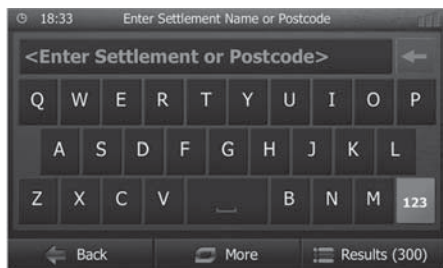 18:33 Enter Settlement Name or Postcode
<Enter Settlement or Postcode>
Q W E R T Y U I O P
A S D F G H J K L
Z X C V B N M 123
Back More Results (300)